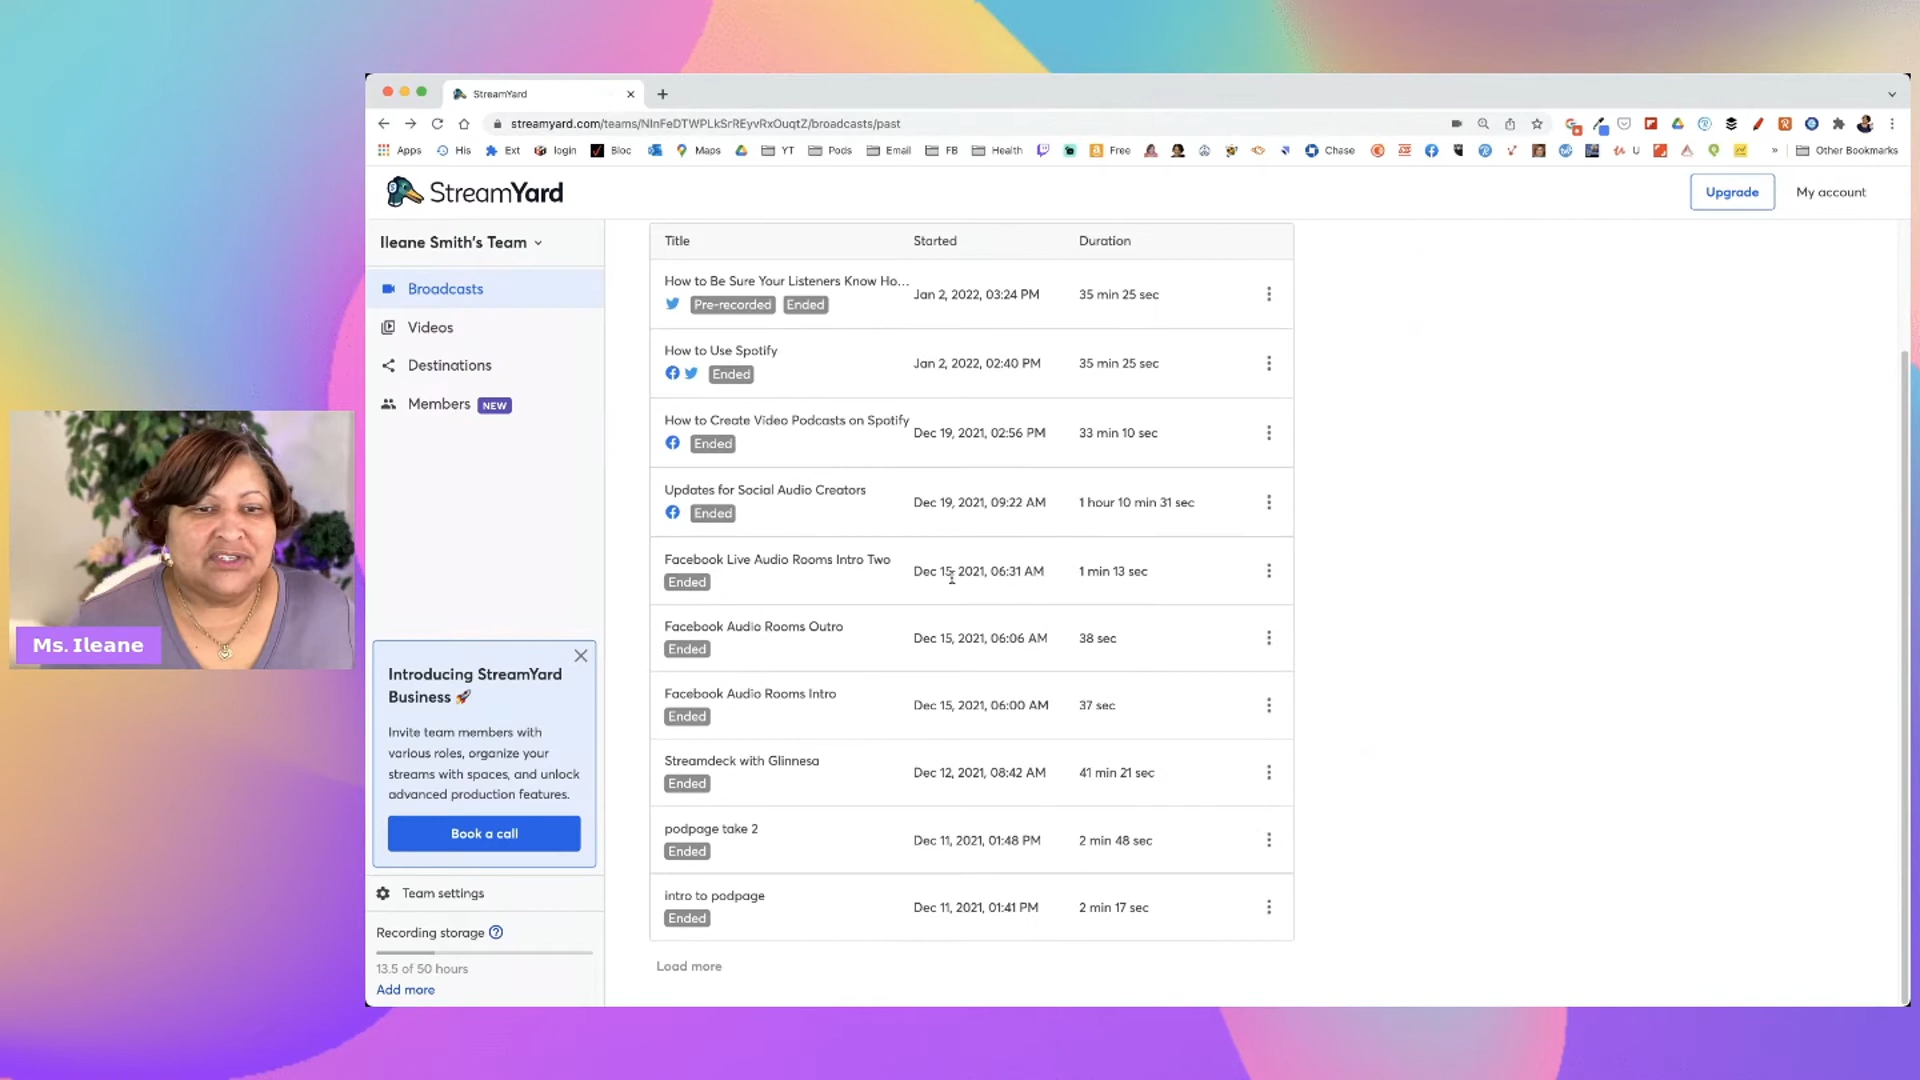 StreamYard
streamyard.com/teams/NInFeDTWPLkSrREyvRxOuqtZ/broadcasts/past
Apps His Ext login Bloc Maps YT Pods Email FB Health Free Chase U » Other Bookmarks
StreamYard
Upgrade
My account
Ileane Smith's Team
Broadcasts
Videos
Destinations
Members NEW
Introducing StreamYard
Business 🚀
Invite team members with
various roles, organize your
streams with spaces, and unlock
advanced production features.
Book a call
Team settings
Recording storage
13.5 of 50 hours
Add more
Title Started Duration
How to Be Sure Your Listeners Know Ho... Jan 2, 2022, 03:24 PM 35 min 25 sec
Pre-recorded Ended
How to Use Spotify Jan 2, 2022, 02:40 PM 35 min 25 sec
Ended
How to Create Video Podcasts on Spotify Dec 19, 2021, 02:56 PM 33 min 10 sec
Ended
Updates for Social Audio Creators Dec 19, 2021, 09:22 AM 1 hour 10 min 31 sec
Ended
Facebook Live Audio Rooms Intro Two Dec 15, 2021, 06:31 AM 1 min 13 sec
Ended
Facebook Audio Rooms Outro Dec 15, 2021, 06:06 AM 38 sec
Ended
Facebook Audio Rooms Intro Dec 15, 2021, 06:00 AM 37 sec
Ended
Streamdeck with Glinnesa Dec 12, 2021, 08:42 AM 41 min 21 sec
Ended
podpage take 2 Dec 11, 2021, 01:48 PM 2 min 48 sec
Ended
intro to podpage Dec 11, 2021, 01:41 PM 2 min 17 sec
Ended
Load more
Ms. Ileane